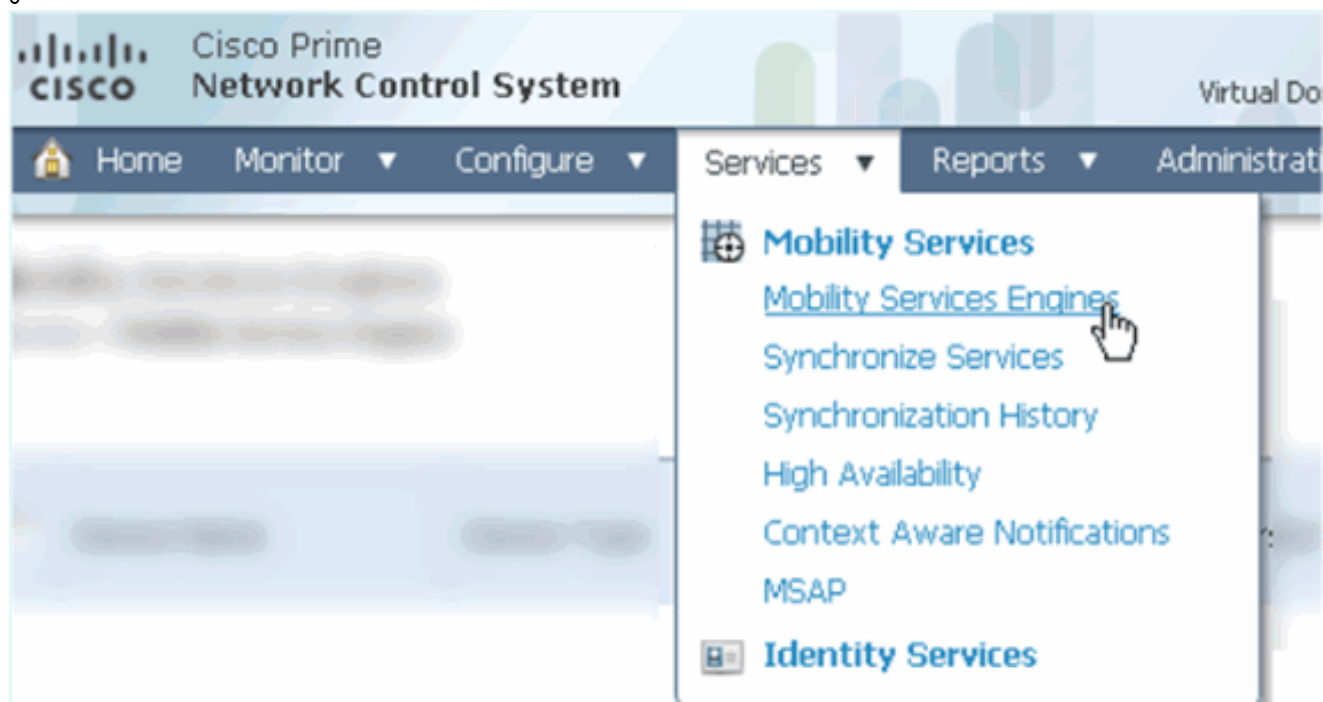 Cisco Prime
CISCO Network Control System
Virtual Do
Home Monitor Configure Services Reports Administrati
Mobility Services
Mobility Services Engines
Synchronize Services
Synchronization History
High Availability
Context Aware Notifications
MSAP
Identity Services